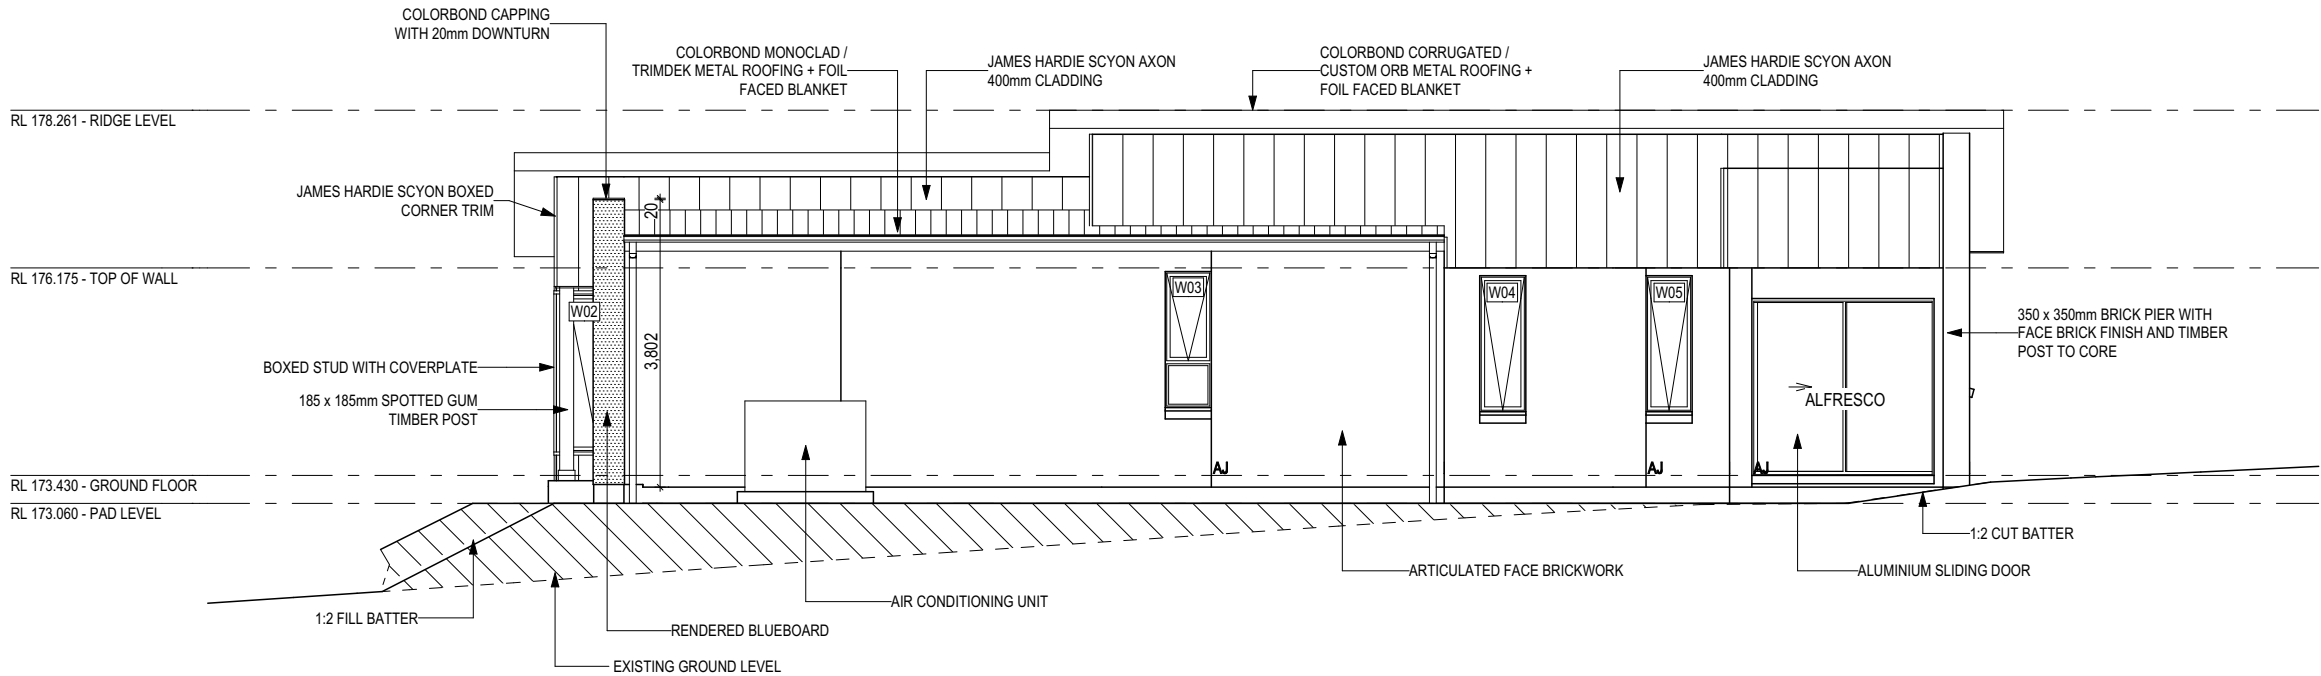 COLORBOND CAPPING
WITH 20mm DOWNTURN
COLORBOND MONOCLAD /
TRIMDEK METAL ROOFING + FOIL
FACED BLANKET
JAMES HARDIE SCYON AXON
400mm CLADDING
COLORBOND CORRUGATED /
CUSTOM ORB METAL ROOFING +
FOIL FACED BLANKET
JAMES HARDIE SCYON AXON
400mm CLADDING
RL 178.261 - RIDGE LEVEL
JAMES HARDIE SCYON BOXED
CORNER TRIM
20
RL 176.175 - TOP OF WALL
W02
W03
W04
W05
3,802
350 x 350mm BRICK PIER WITH
FACE BRICK FINISH AND TIMBER
POST TO CORE
BOXED STUD WITH COVERPLATE
185 x 185mm SPOTTED GUM
TIMBER POST
ALFRESCO
AJ
AJ
AJ
RL 173.430 - GROUND FLOOR
RL 173.060 - PAD LEVEL
1:2 CUT BATTER
ARTICULATED FACE BRICKWORK
ALUMINIUM SLIDING DOOR
AIR CONDITIONING UNIT
1:2 FILL BATTER
RENDERED BLUEBOARD
EXISTING GROUND LEVEL